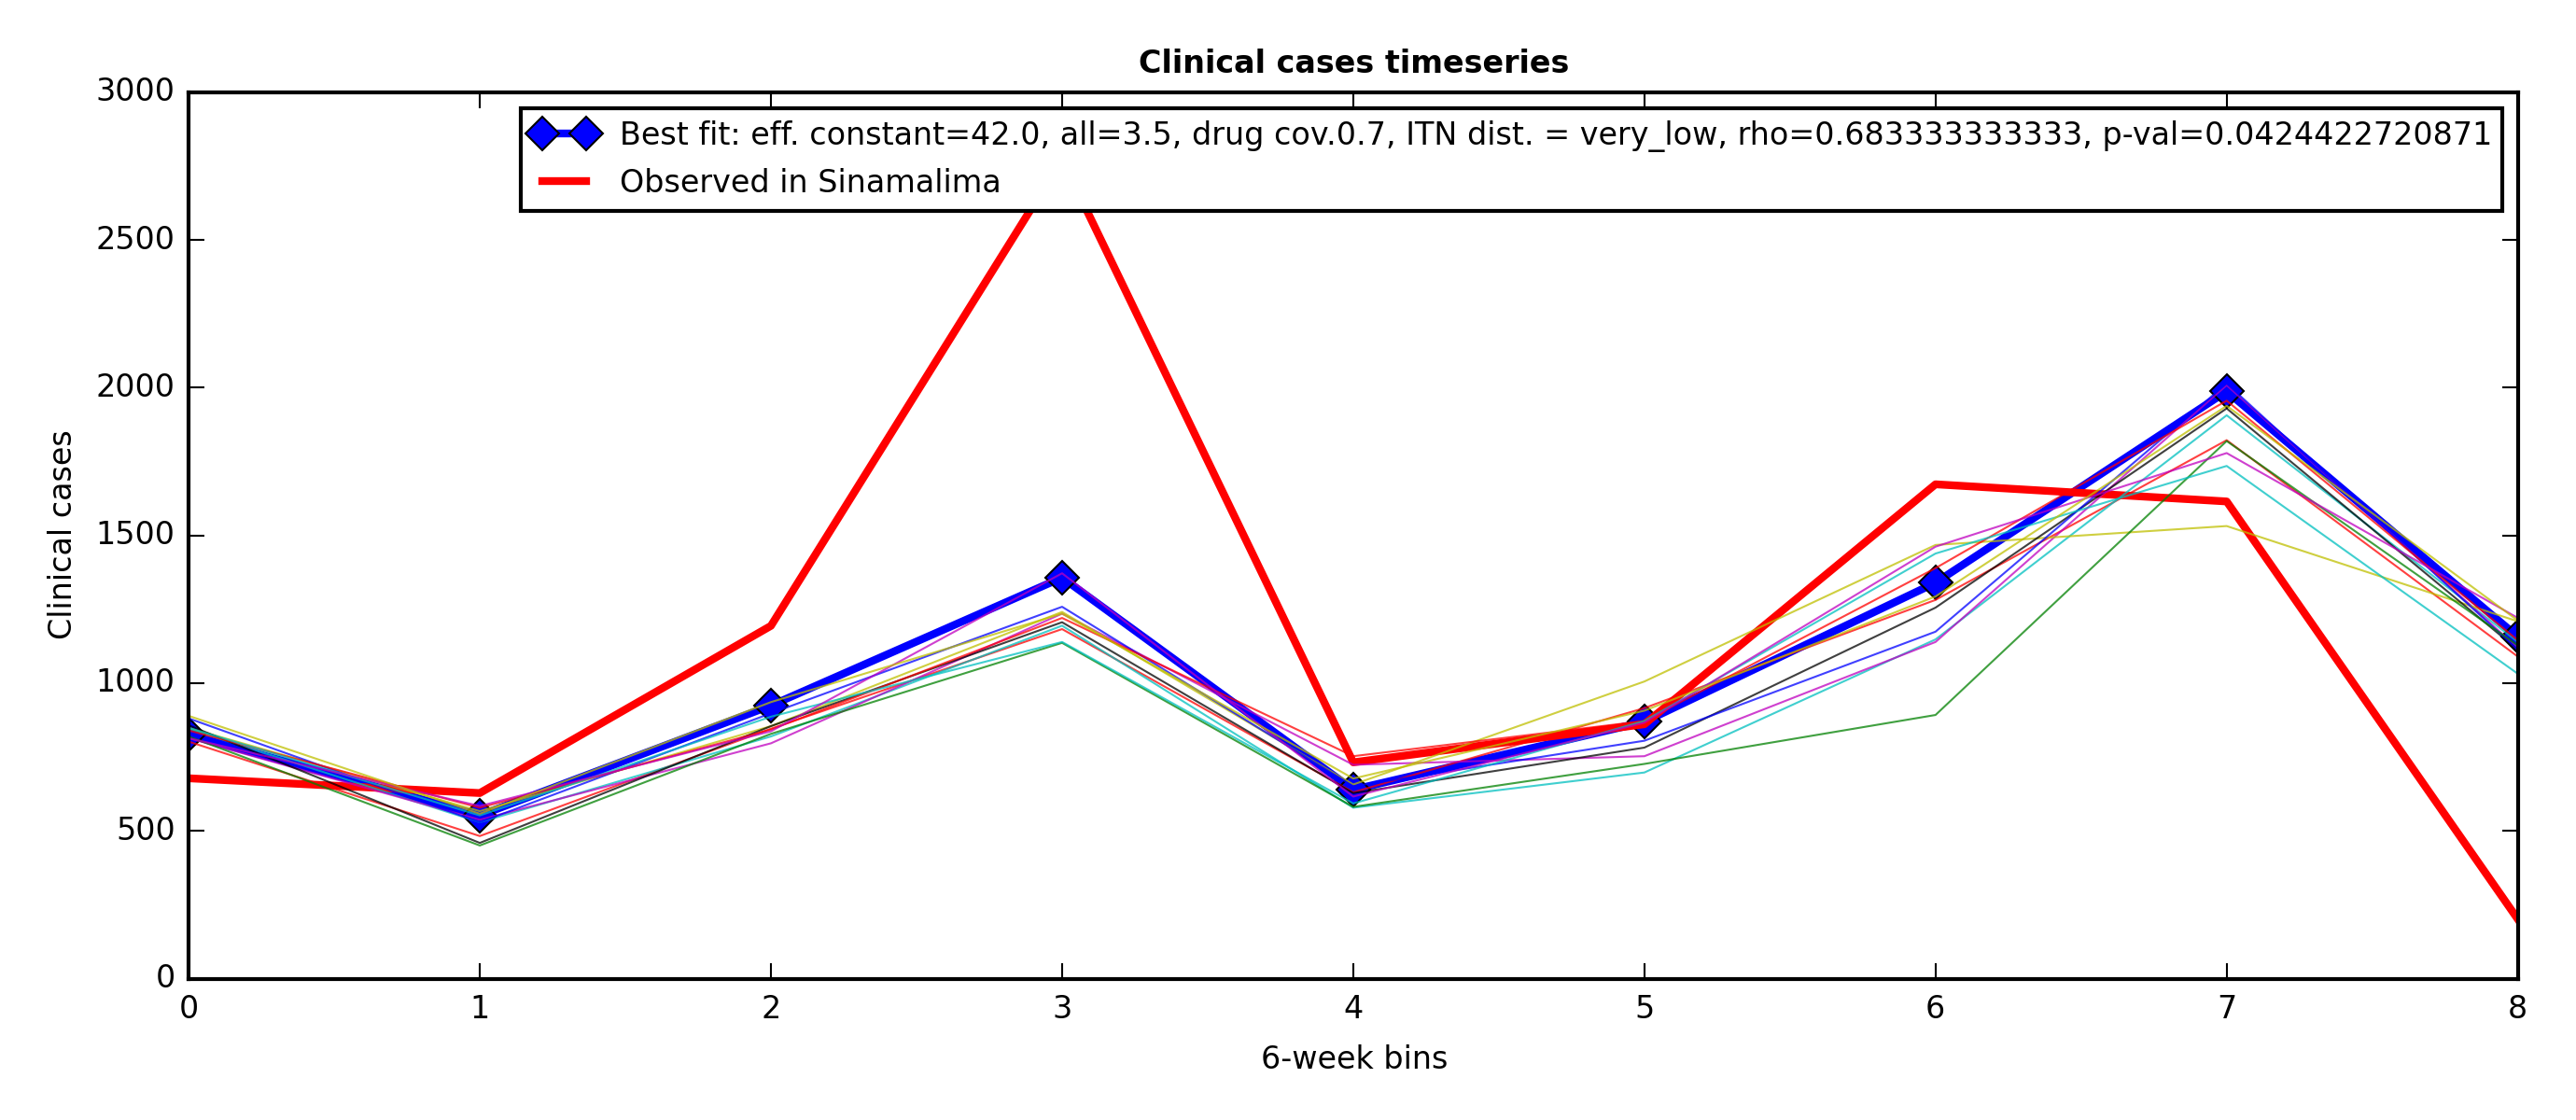 Clinical cases timeseries
3000
2500
2000
1500
1000
500
0
Clinical cases
Best fit: eff. constant=42.0, all=3.5, drug cov.0.7, ITN dist. = very_low, rho=0.683333333333, p-val=0.0424422720871
Observed in Sinamalima
0 1 2 3 4 5 6 7 8
6-week bins